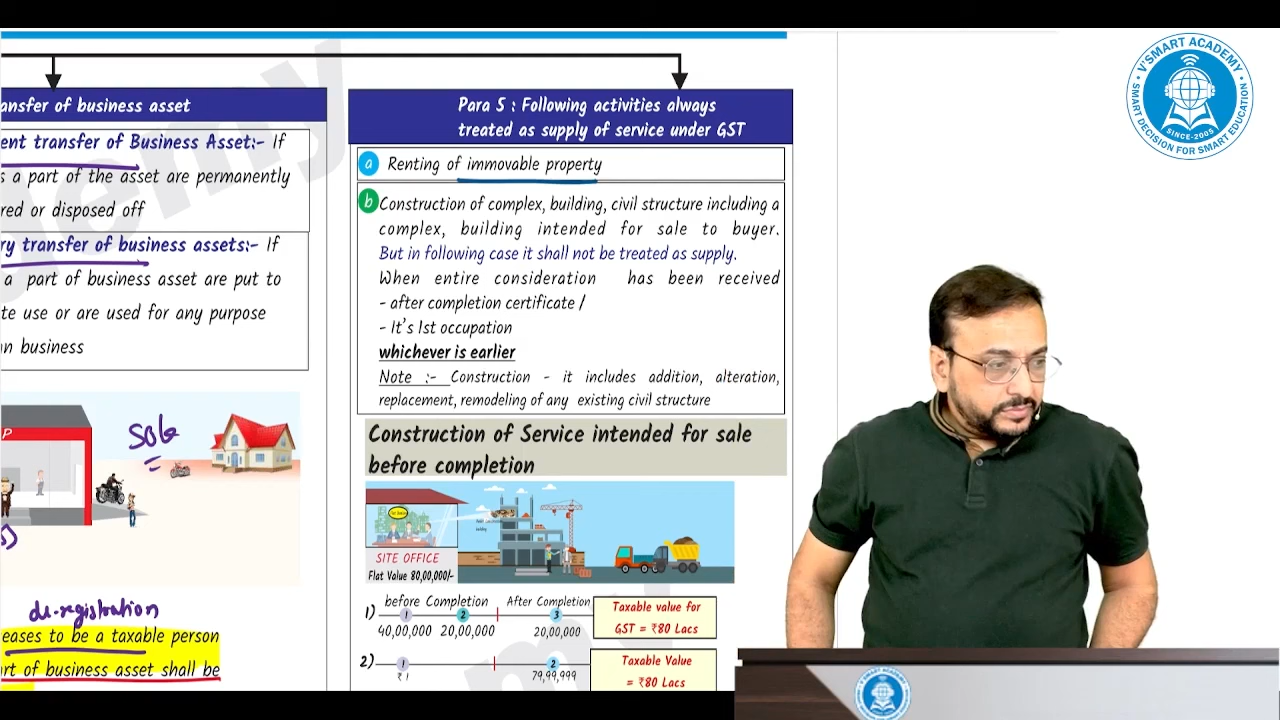 ansfer of business asset
ent transfer of Business Asset:- If
s a part of the asset are permanently
red or disposed off
ry transfer of business assets:- If
a part of business asset are put to
te use or are used for any purpose
n business
P
Sole
de-registration
eases to be a taxable person
rt of business asset shall be
Para 5 : Following activities always
treated as supply of service under GST
a Renting of immovable property
b Construction of complex, building, civil structure including a
complex, building intended for sale to buyer.
But in following case it shall not be treated as supply.
When entire consideration has been received
- after completion certificate /
- It's 1st occupation
whichever is earlier
Note :- Construction - it includes addition, alteration,
replacement, remodeling of any existing civil structure
Construction of Service intended for sale
before completion
SITE OFFICE
Flat Value 80,00,000/-
1) before Completion After Completion
1 2 3
40,00,000 20,00,000 20,00,000
Taxable value for
GST = ₹80 Lacs
2) 1 2
₹ 1 79,99,999
Taxable Value
= ₹80 Lacs
V'SMART ACADEMY
SMART DECISION FOR SMART EDUCATION
SINCE-2005